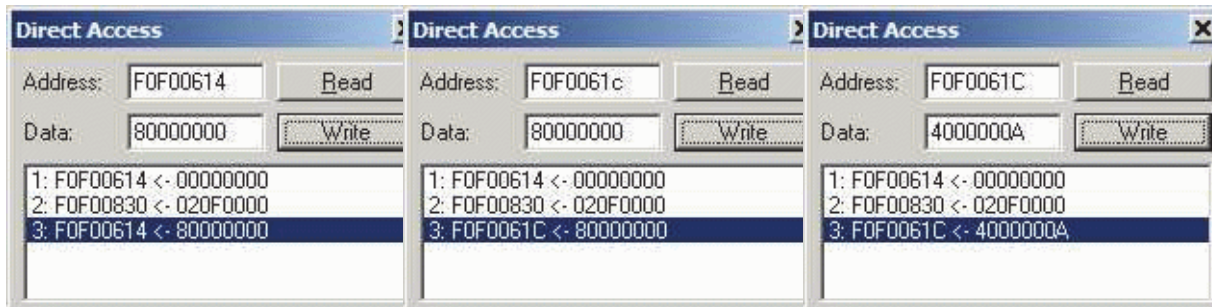 Direct Access
Address: F0F00614 Read
Data: 80000000 Write
1: F0F00614 <- 00000000
2: F0F00830 <- 020F0000
3: F0F00614 <- 80000000
Direct Access
Address: F0F0061c Read
Data: 80000000 Write
1: F0F00614 <- 00000000
2: F0F00830 <- 020F0000
3: F0F0061C <- 80000000
Direct Access
Address: F0F0061C Read
Data: 4000000A Write
1: F0F00614 <- 00000000
2: F0F00830 <- 020F0000
3: F0F0061C <- 4000000A